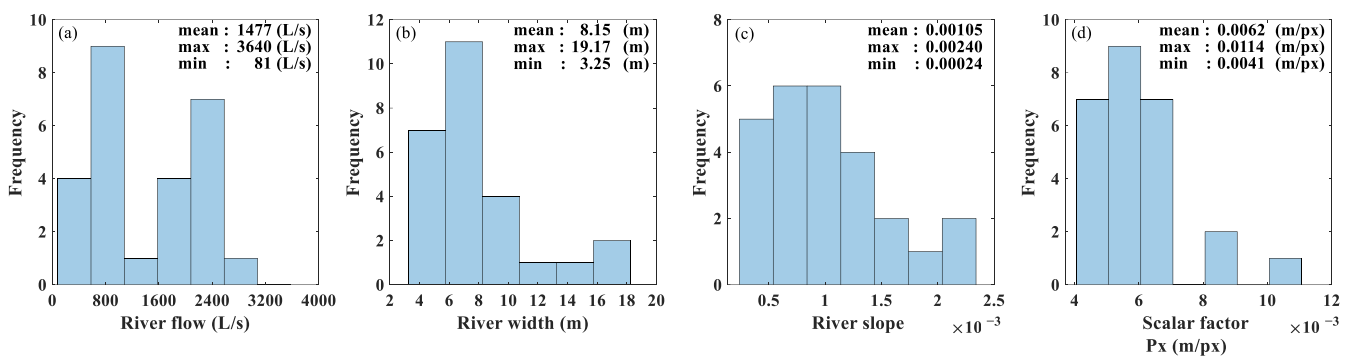 (a)
mean : 1477 (L/s)
max : 3640 (L/s)
min : 81 (L/s)
Frequency
10
8
6
4
2
0
0 800 1600 2400 3200 4000
River flow (L/s)
(b)
mean : 8.15 (m)
max : 19.17 (m)
min : 3.25 (m)
Frequency
12
10
8
6
4
2
0
2 4 6 8 10 12 14 16 18 20
River width (m)
(c)
mean : 0.00105
max : 0.00240
min : 0.00024
Frequency
8
6
4
2
0
0.5 1 1.5 2 2.5
River slope ×10 −3
(d)
mean : 0.0062 (m/px)
max : 0.0114 (m/px)
min : 0.0041 (m/px)
Frequency
10
8
6
4
2
0
4 6 8 10 12
Scalar factor ×10 −3
Px (m/px)